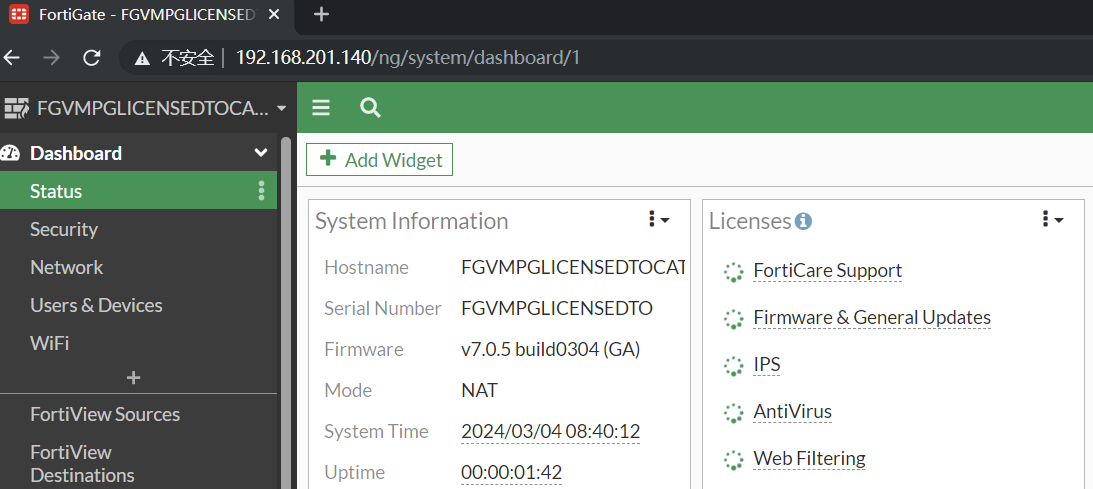 FortiGate - FGVMPGLICENSED
不安全 192.168.201.140/ng/system/dashboard/1
FGVMPGLICENSEDTOCA...
Dashboard
Status
Security
Network
Users & Devices
WiFi
FortiView Sources
FortiView
Destinations
Add Widget
System Information
Hostname FGVMPGLICENSEDTOCAT
Serial Number FGVMPGLICENSEDTO
Firmware v7.0.5 build0304 (GA)
Mode NAT
System Time 2024/03/04 08:40:12
Uptime 00:00:01:42
Licenses
FortiCare Support
Firmware & General Updates
IPS
AntiVirus
Web Filtering